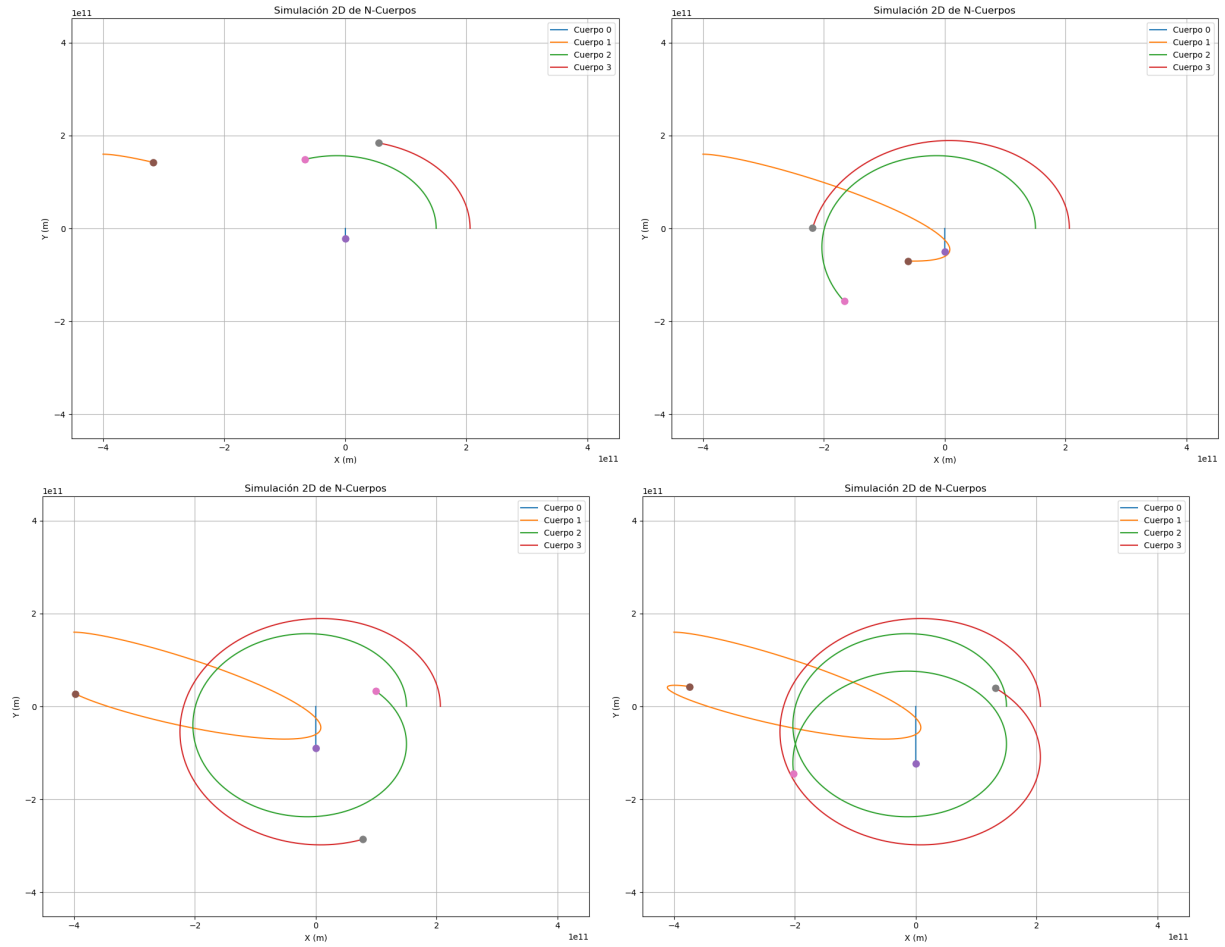 Simulación 2D de N-Cuerpos
1e11
Cuerpo 0
Cuerpo 1
Cuerpo 2
Cuerpo 3
4
2
0
−2
−4
Y (m)
−4 −2 0 2 4
X (m)
1e11
Simulación 2D de N-Cuerpos
1e11
Cuerpo 0
Cuerpo 1
Cuerpo 2
Cuerpo 3
4
2
0
−2
−4
Y (m)
−4 −2 0 2 4
X (m)
1e11
Simulación 2D de N-Cuerpos
1e11
Cuerpo 0
Cuerpo 1
Cuerpo 2
Cuerpo 3
4
2
0
−2
−4
Y (m)
−4 −2 0 2 4
X (m)
1e11
Simulación 2D de N-Cuerpos
1e11
Cuerpo 0
Cuerpo 1
Cuerpo 2
Cuerpo 3
4
2
0
−2
−4
Y (m)
−4 −2 0 2 4
X (m)
1e11